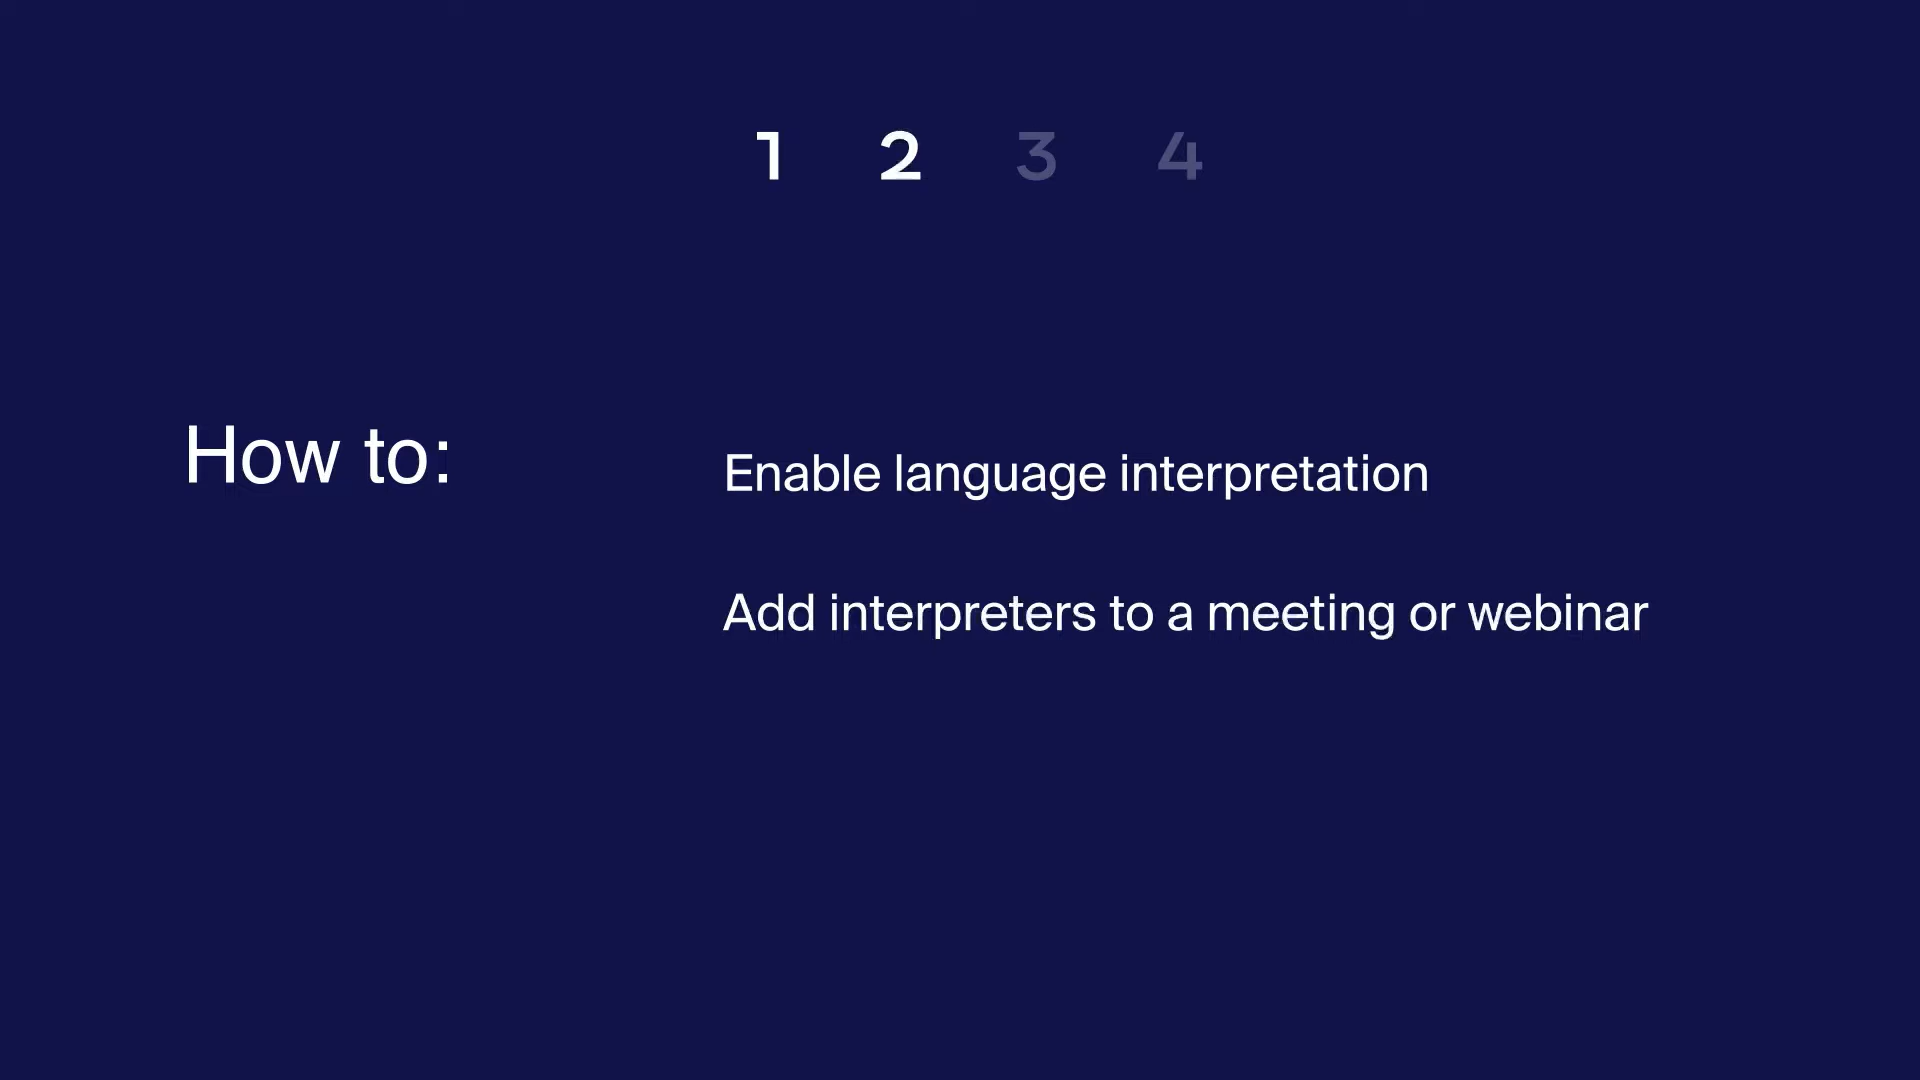 1 2 3 4
How to:
Enable language interpretation
Add interpreters to a meeting or webinar